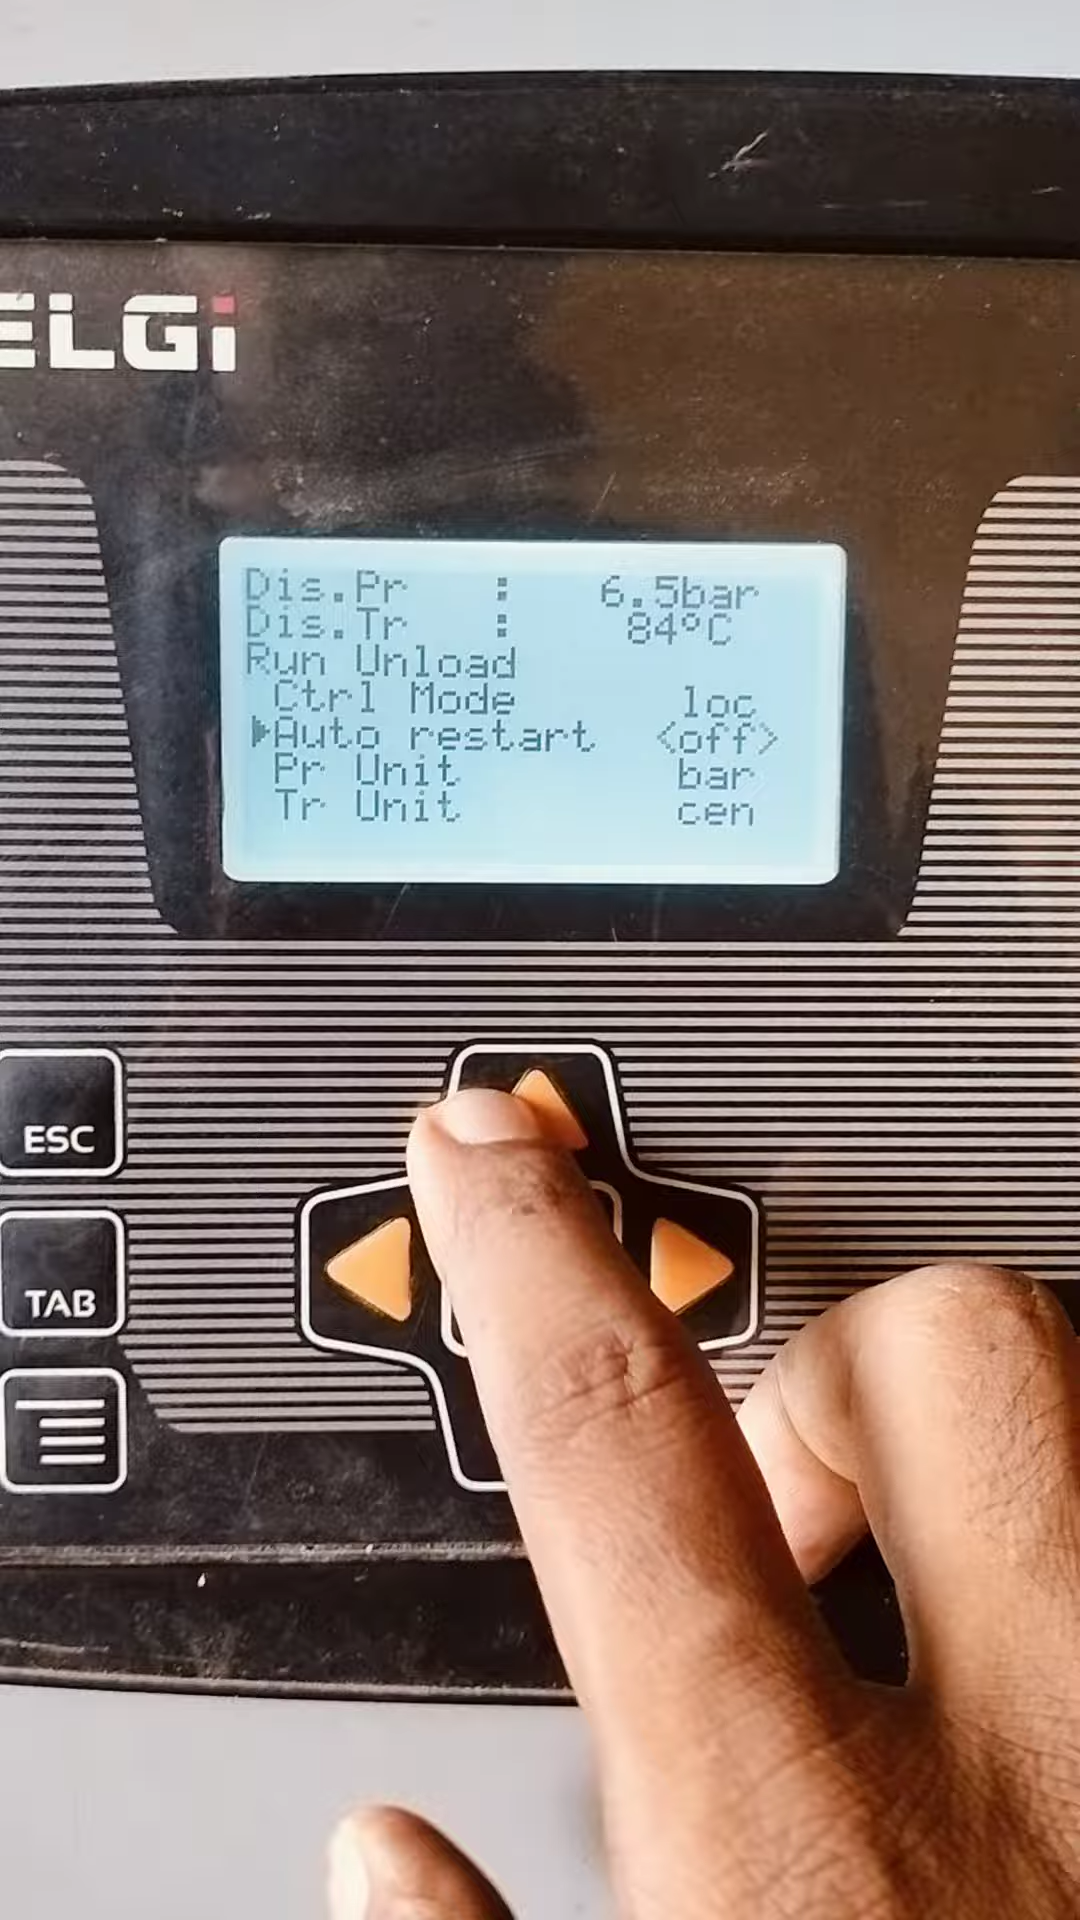 ELGi
Dis.Pr : 6.5bar
Dis.Tr : 84°C
Run Unload
Ctrl Mode loc
▶Auto restart <off>
Pr Unit bar
Tr Unit cen
ESC
TAB